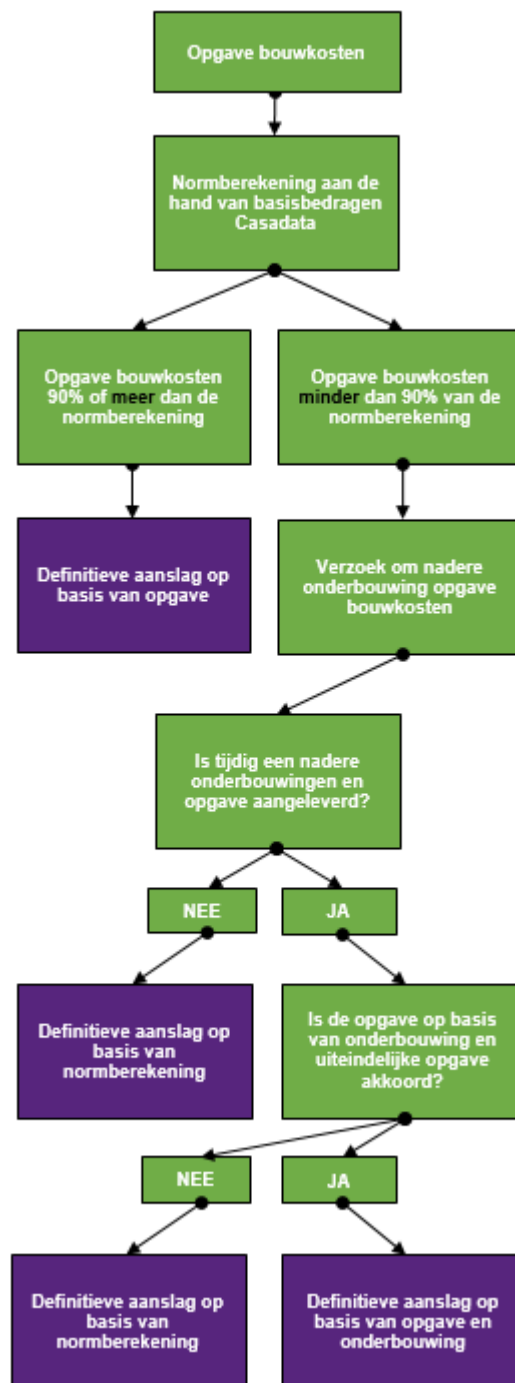 Opgave bouwkosten
Normberekening aan de
hand van basisbedragen
Casadata
Opgave bouwkosten
90% of meer dan de
normberekening
Opgave bouwkosten
minder dan 90% van de
normberekening
Definitieve aanslag op
basis van opgave
Verzoek om nadere
onderbouwing opgave
bouwkosten
Is tijdig een nadere
onderbouwingen en
opgave aangeleverd?
NEE
JA
Definitieve aanslag op
basis van
normberekening
Is de opgave op basis
van onderbouwing en
uiteindelijke opgave
akkoord?
NEE
JA
Definitieve aanslag op
basis van
normberekening
Definitieve aanslag op
basis van opgave en
onderbouwing